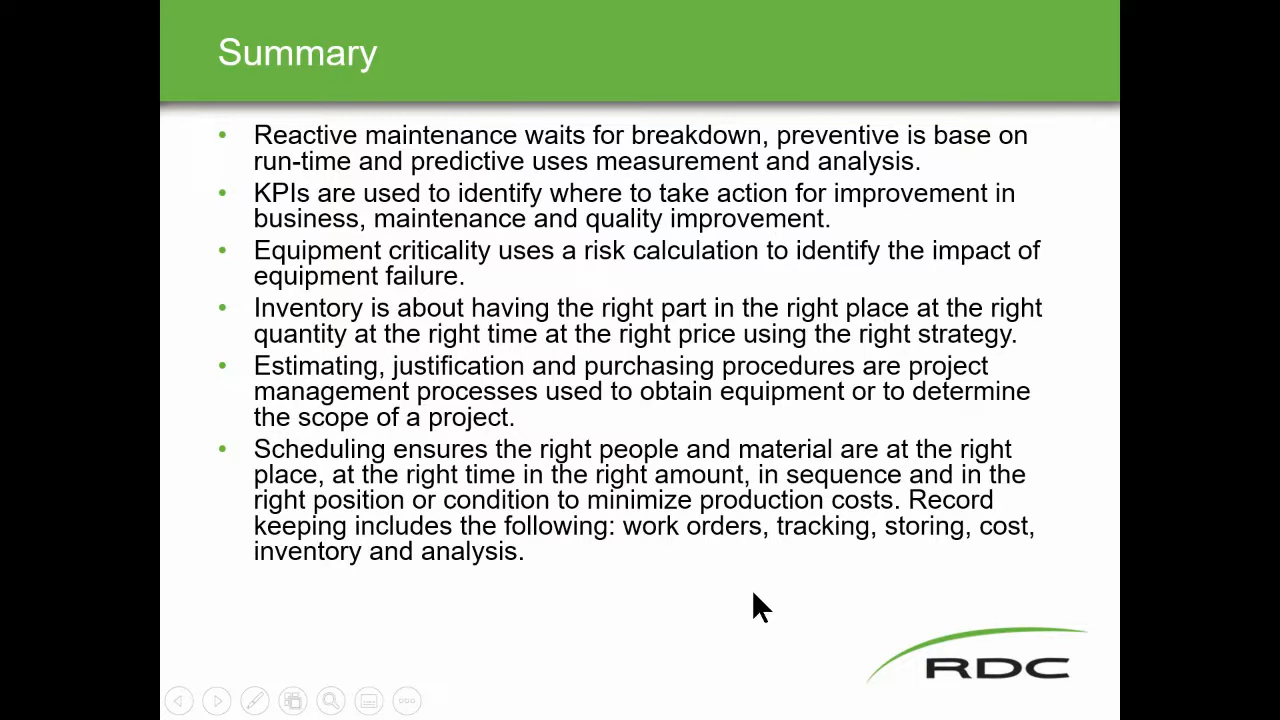 Summary
• Reactive maintenance waits for breakdown, preventive is base on
run-time and predictive uses measurement and analysis.
• KPIs are used to identify where to take action for improvement in
business, maintenance and quality improvement.
• Equipment criticality uses a risk calculation to identify the impact of
equipment failure.
• Inventory is about having the right part in the right place at the right
quantity at the right time at the right price using the right strategy.
• Estimating, justification and purchasing procedures are project
management processes used to obtain equipment or to determine
the scope of a project.
• Scheduling ensures the right people and material are at the right
place, at the right time in the right amount, in sequence and in the
right position or condition to minimize production costs. Record
keeping includes the following: work orders, tracking, storing, cost,
inventory and analysis.
RDC